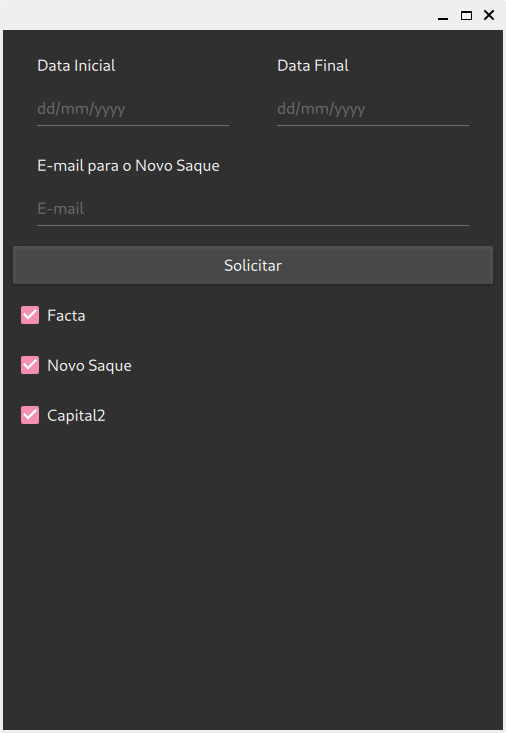 Data Inicial Data Final
dd/mm/yyyy dd/mm/yyyy
E-mail para o Novo Saque
E-mail
Solicitar
Facta
Novo Saque
Capital2